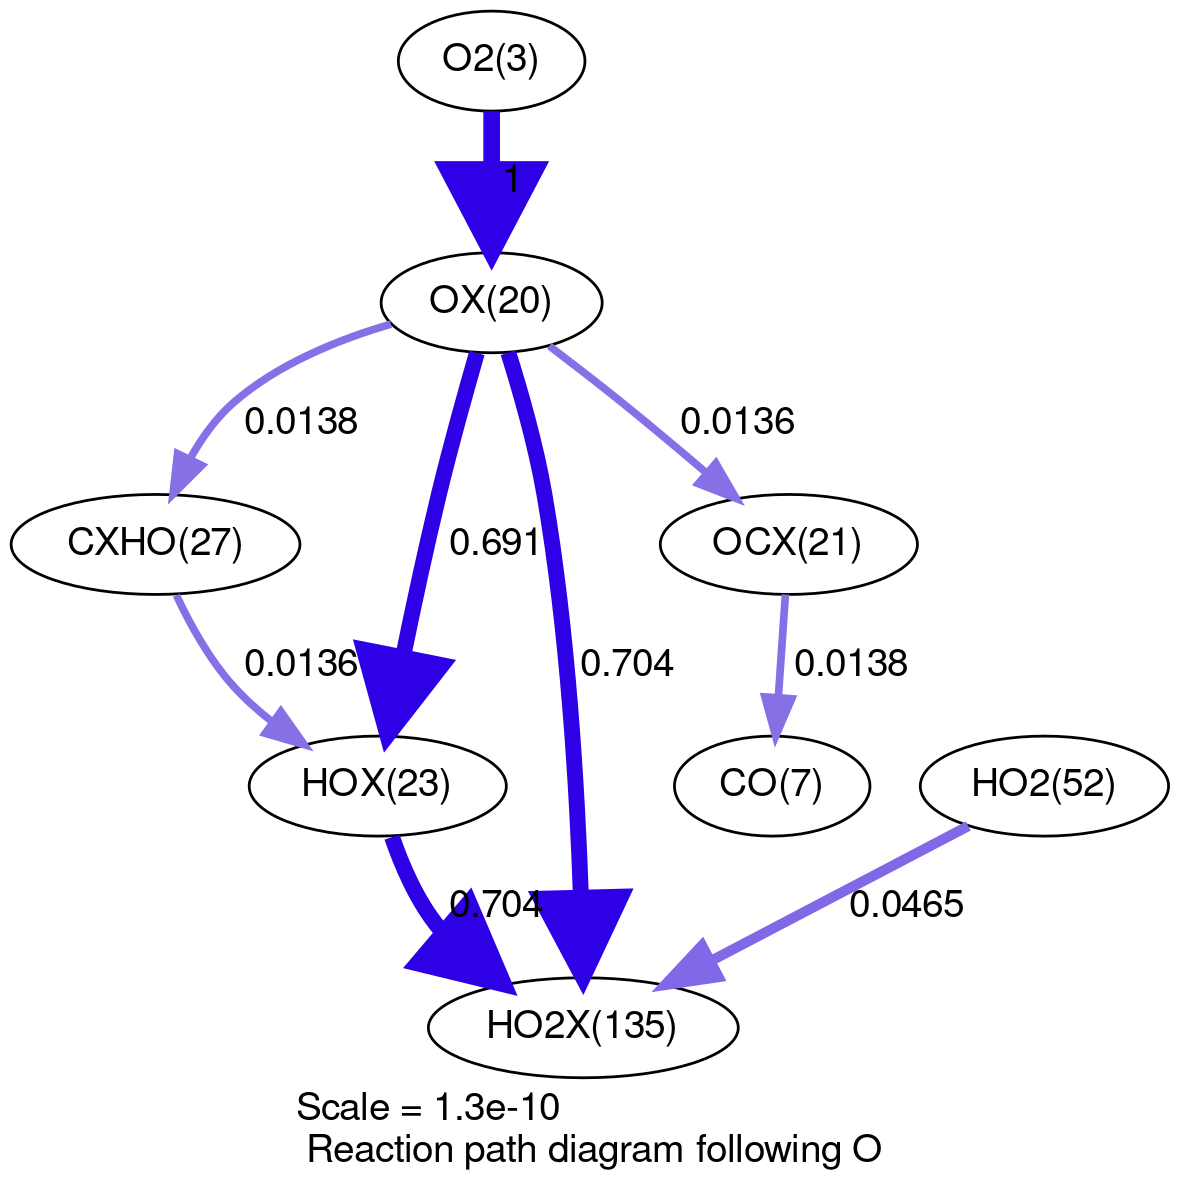 O2(3)
1
OX(20)
0.0138
0.0136
CXHO(27)
0.691
OCX(21)
0.0136
0.704
0.0138
HOX(23)
CO(7)
HO2(52)
0.704
0.0465
HO2X(135)
Scale = 1.3e-10
Reaction path diagram following O